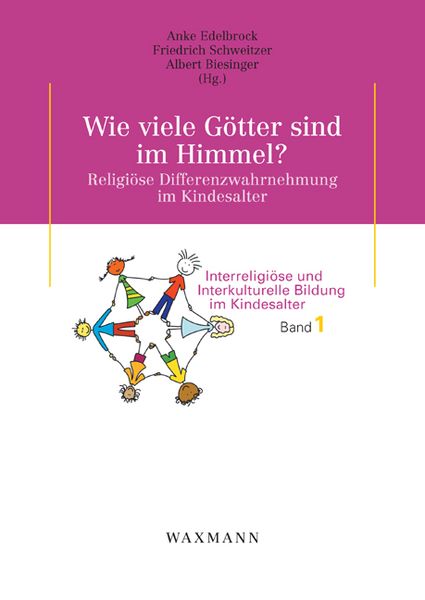 Anke Edelbrock
Friedrich Schweitzer
Albert Biesinger
(Hg.)
Wie viele Götter sind
im Himmel?
Religiöse Differenzwahrnehmung
im Kindesalter
Interreligiöse und
Interkulturelle Bildung
im Kindesalter
Band 1
WAXMANN